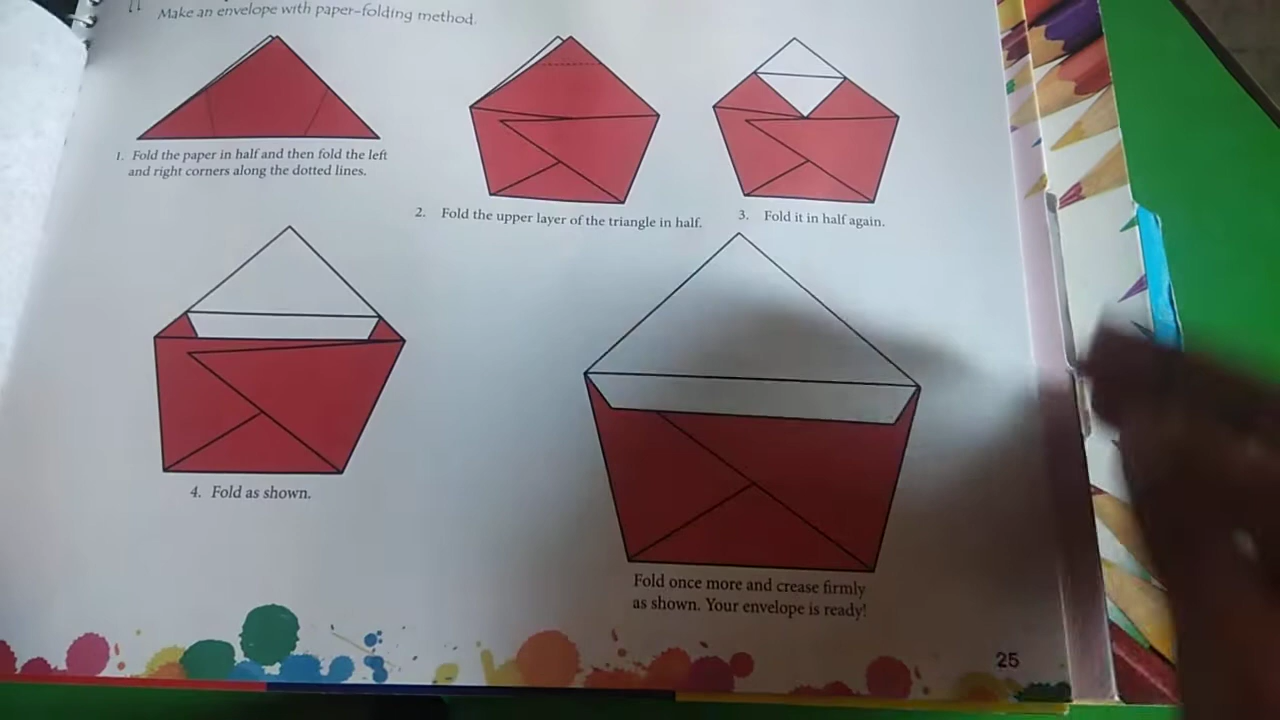 Make an envelope with paper-folding method.
1. Fold the paper in half and then fold the left
and right corners along the dotted lines.
2. Fold the upper layer of the triangle in half.
3. Fold it in half again.
4. Fold as shown.
Fold once more and crease firmly
as shown. Your envelope is ready!
25